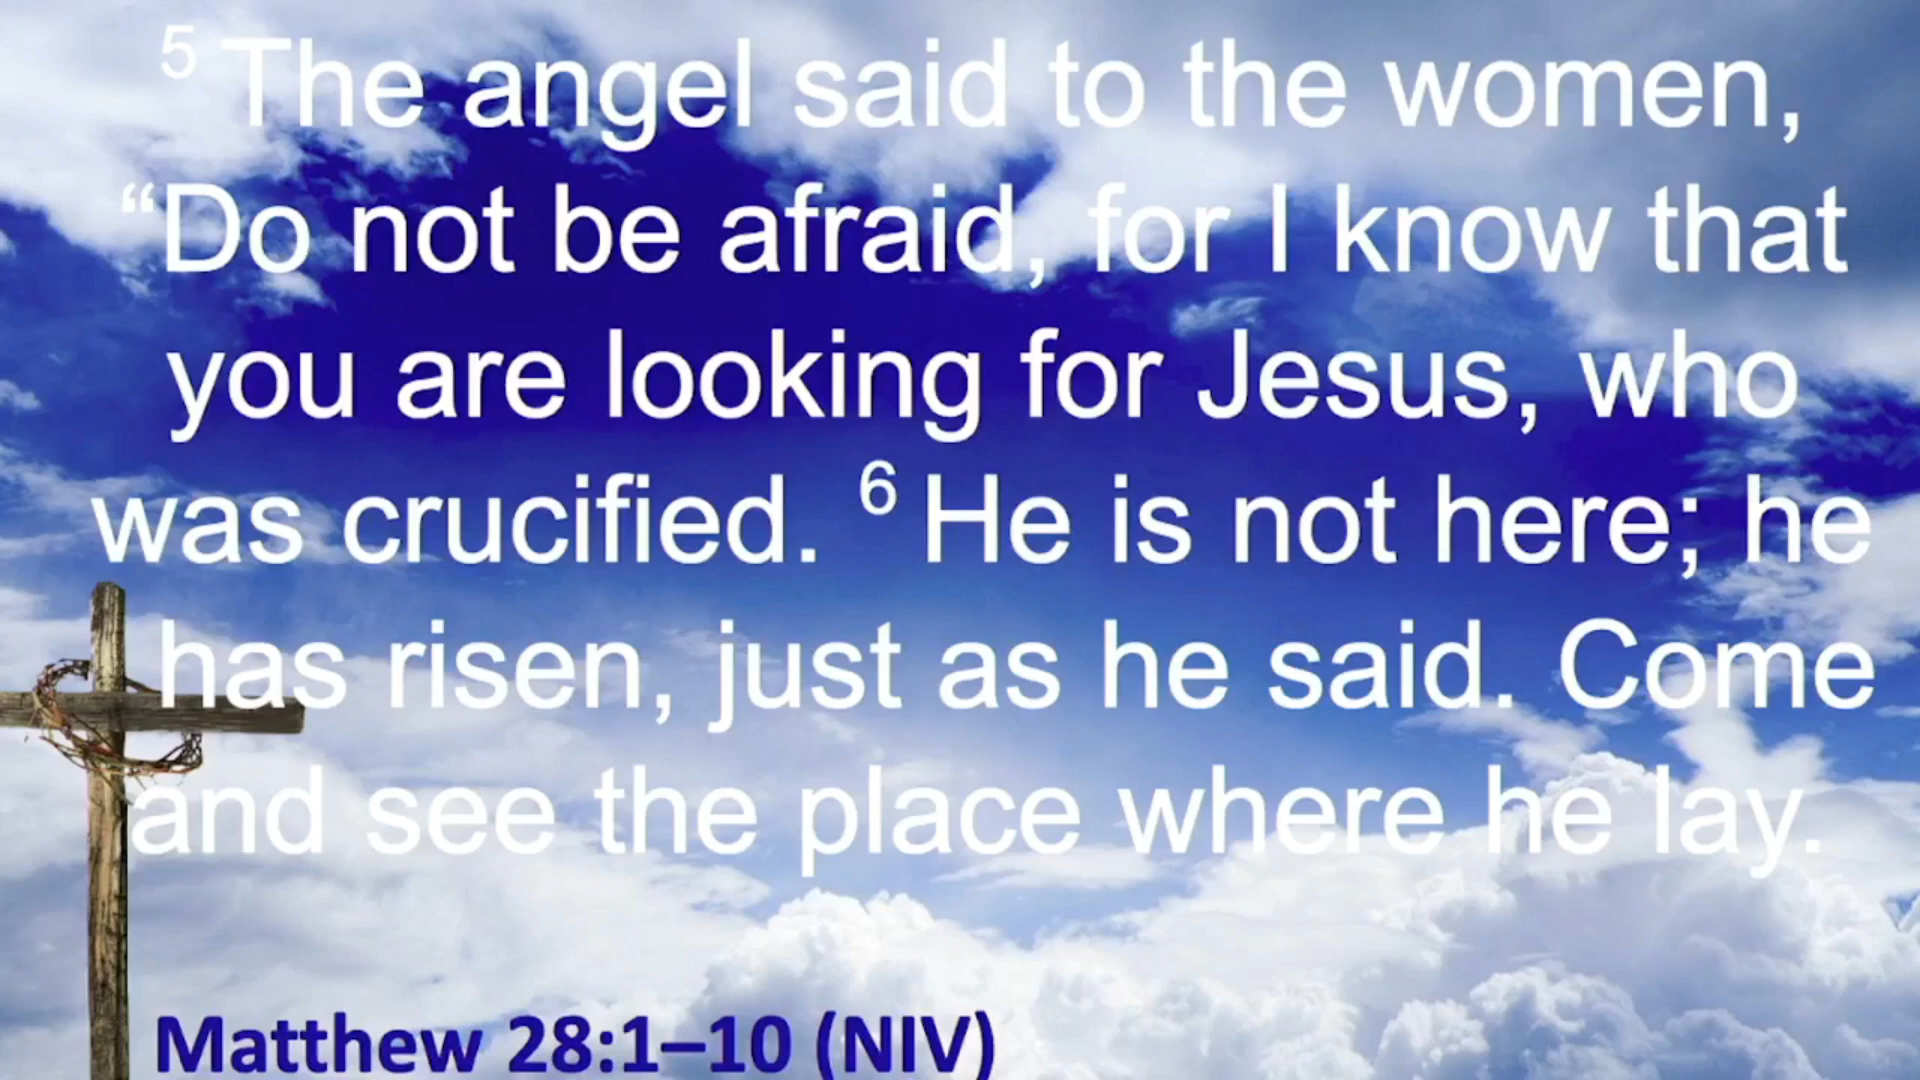 5 The angel said to the women,
“Do not be afraid, for I know that
you are looking for Jesus, who
was crucified. 6 He is not here; he
has risen, just as he said. Come
and see the place where he lay.
Matthew 28:1–10 (NIV)